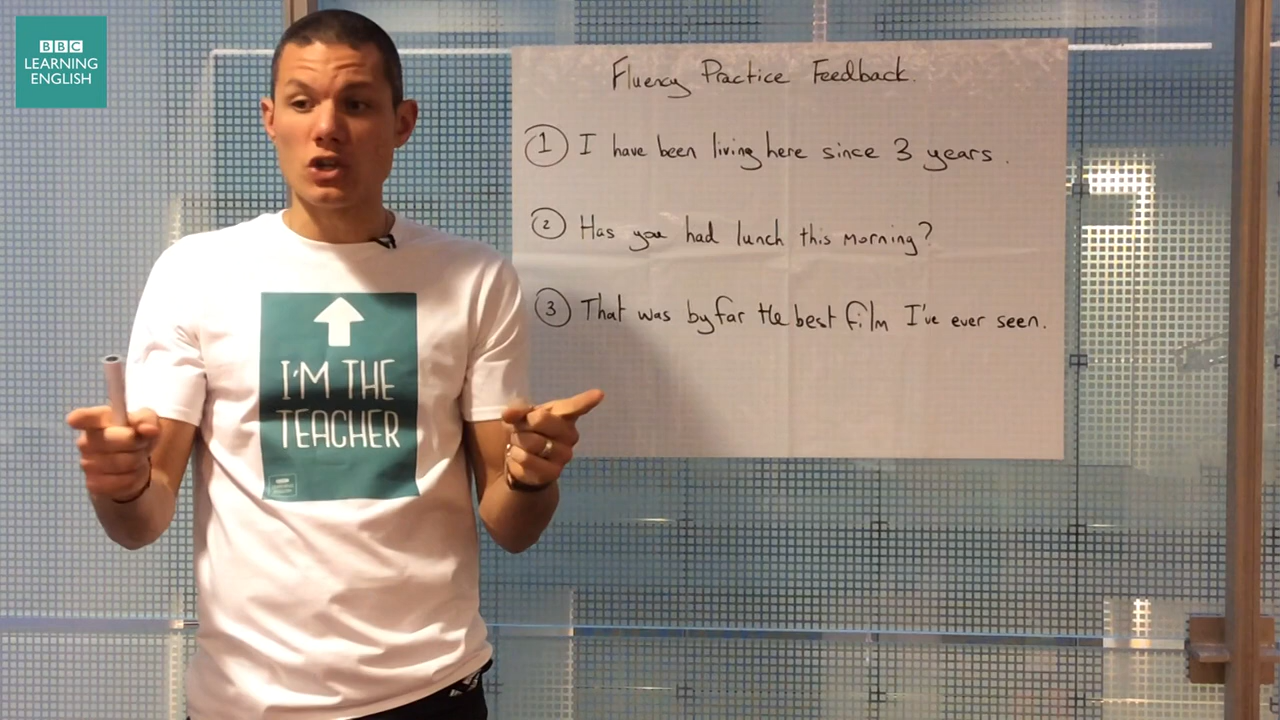 BBC
LEARNING
ENGLISH
Fluency Practice Feedback.
1 I have been living here since 3 years.
2 Has you had lunch this morning?
3 That was by far the best film I've ever seen.
I'M THE
TEACHER